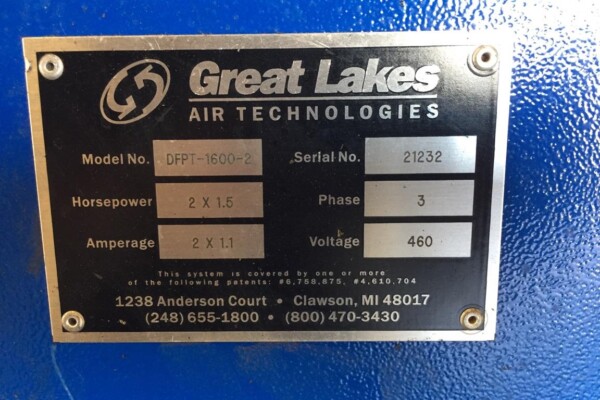 Great Lakes
AIR TECHNOLOGIES
Model No. DFPT-1600-2 Serial No. 21232
Horsepower 2 X 1.5 Phase 3
Amperage 2 X 1.1 Voltage 460
This system is covered by one or more
of the following patents: #6,758,875, #4,610,704
1238 Anderson Court • Clawson, MI 48017
(248) 655-1800 • (800) 470-3430